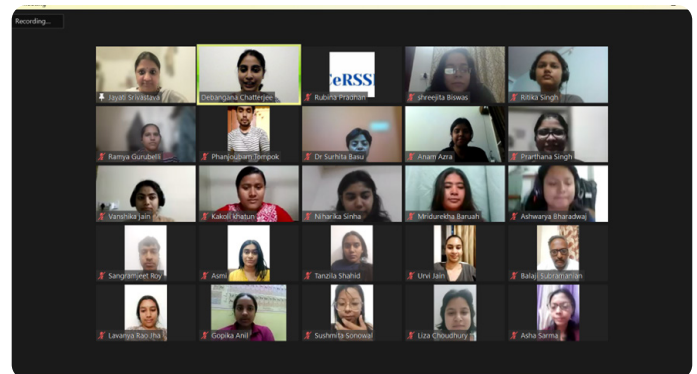 Recording...
Jayati Srivastava
Debangana Chatterjee
CeRSSI
Rubina Pradhan
shreejita Biswas
Ritika Singh
Ramya Gurubelli
Phanjoubam Tompok
Dr Surhita Basu
Anam Azra
Prarthana Singh
Vanshika Jain
Kakoli khatun
Niharika Sinha
Mridurekha Baruah
Ashwarya Bharadwaj
Sangramjeet Roy
Asmi
Tanzila Shahid
Urvi Jain
Balaji Subramanian
Lavanya Rao Jha
Gopika Anil
Sushmita Sonowal
Liza Choudhury
Asha Sarma